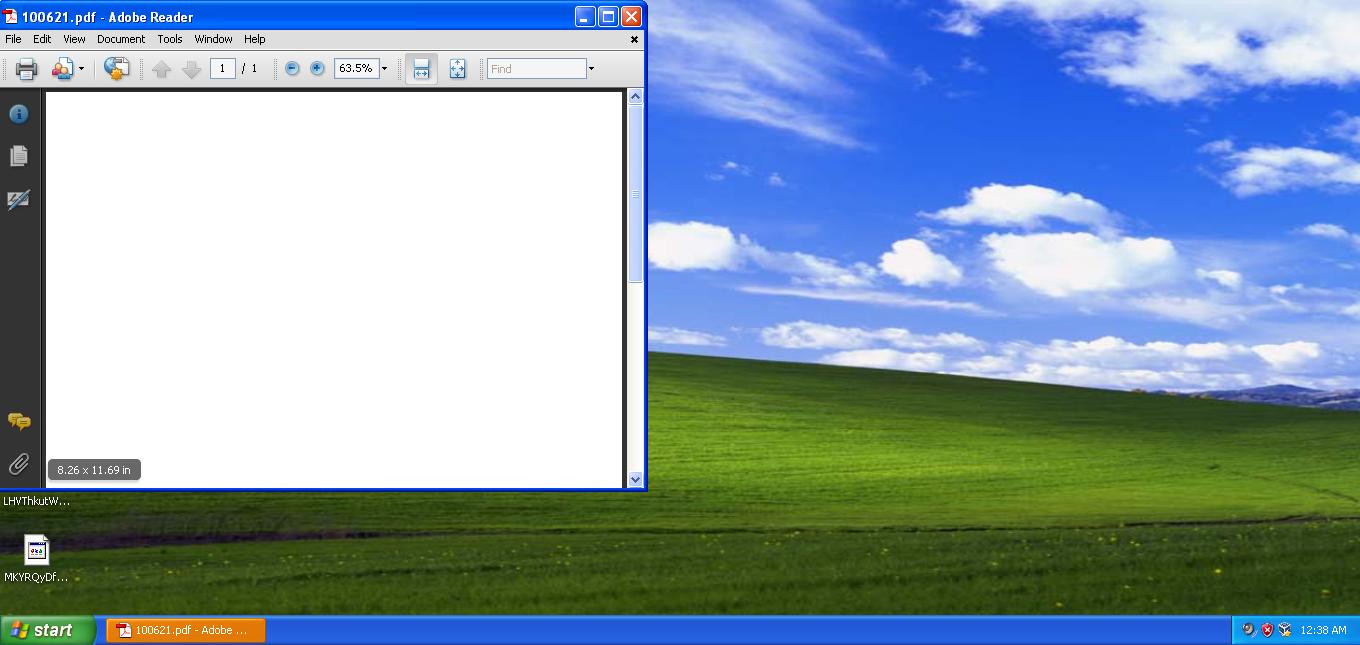 100621.pdf - Adobe Reader
File Edit View Document Tools Window Help
1 / 1 63.5% Find
8.26 x 11.69 in
LHVThkutW...
MKYRQyDf...
start 100621.pdf - Adobe ... 12:38 AM